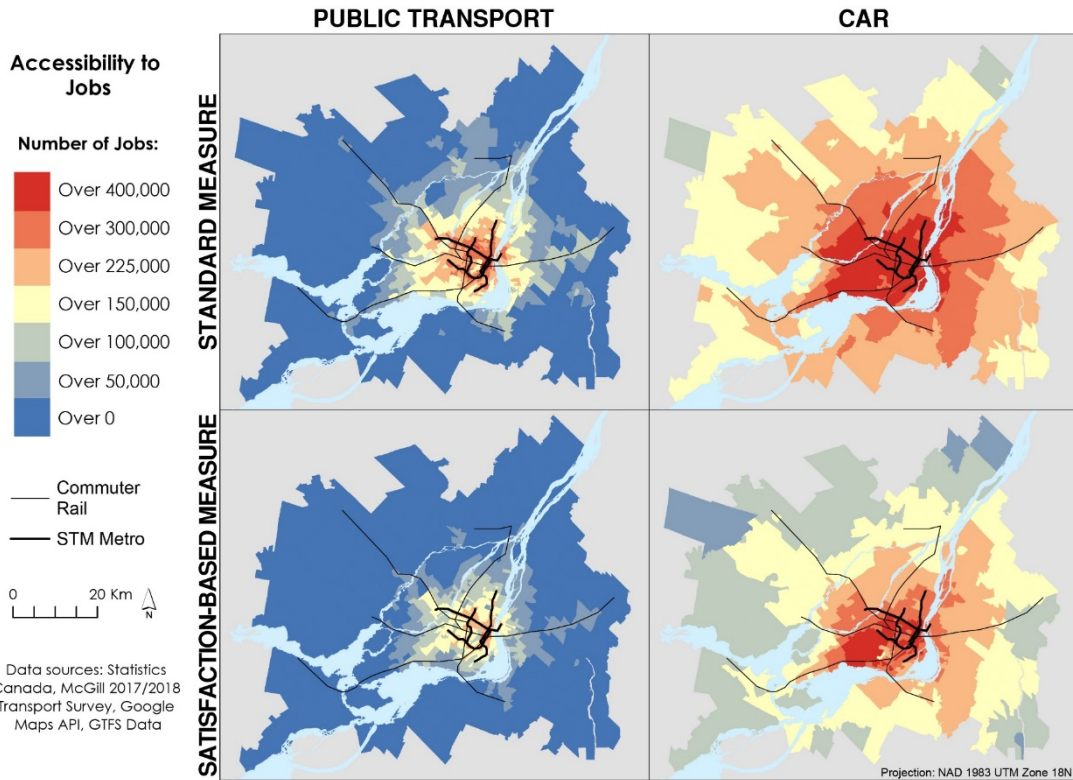 PUBLIC TRANSPORT
CAR
Accessibility to
Jobs
Number of Jobs:
Over 400,000
Over 300,000
Over 225,000
Over 150,000
Over 100,000
Over 50,000
Over 0
Commuter
Rail
STM Metro
0 20 Km
N
Data sources: Statistics
Canada, McGill 2017/2018
Transport Survey, Google
Maps API, GTFS Data
STANDARD MEASURE
SATISFACTION-BASED MEASURE
Projection: NAD 1983 UTM Zone 18N